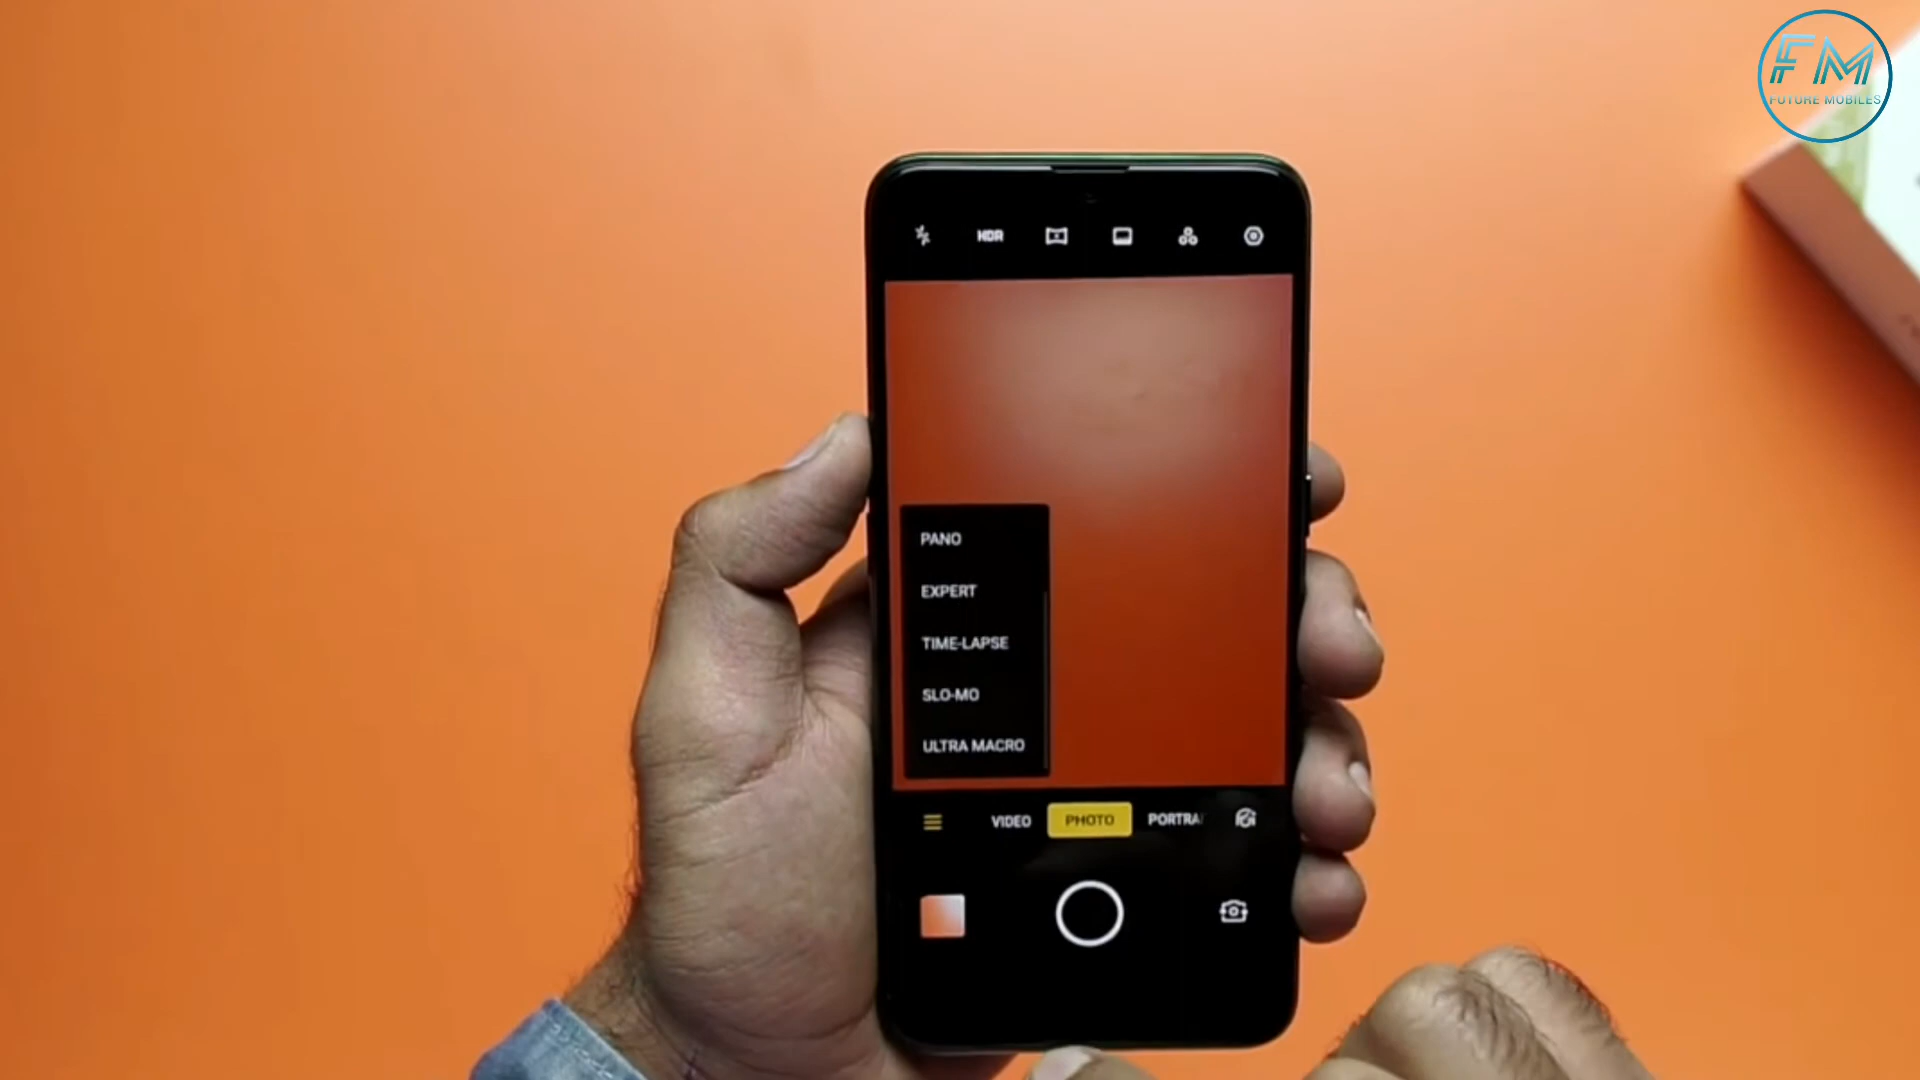 FM
FUTURE MOBILES
HDR
PANO
EXPERT
TIME-LAPSE
SLO-MO
ULTRA MACRO
VIDEO PHOTO PORTRA